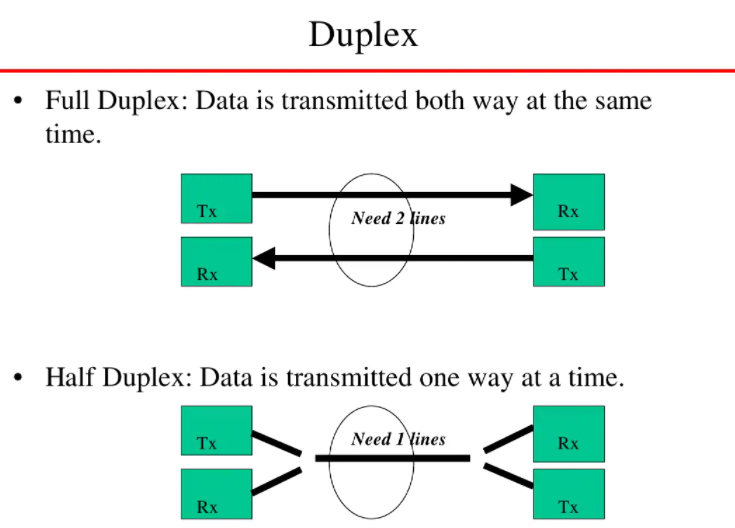 Duplex
• Full Duplex: Data is transmitted both way at the same
time.
Tx
Need 2 lines
Rx
Rx
Tx
• Half Duplex: Data is transmitted one way at a time.
Tx
Need 1 lines
Rx
Rx
Tx